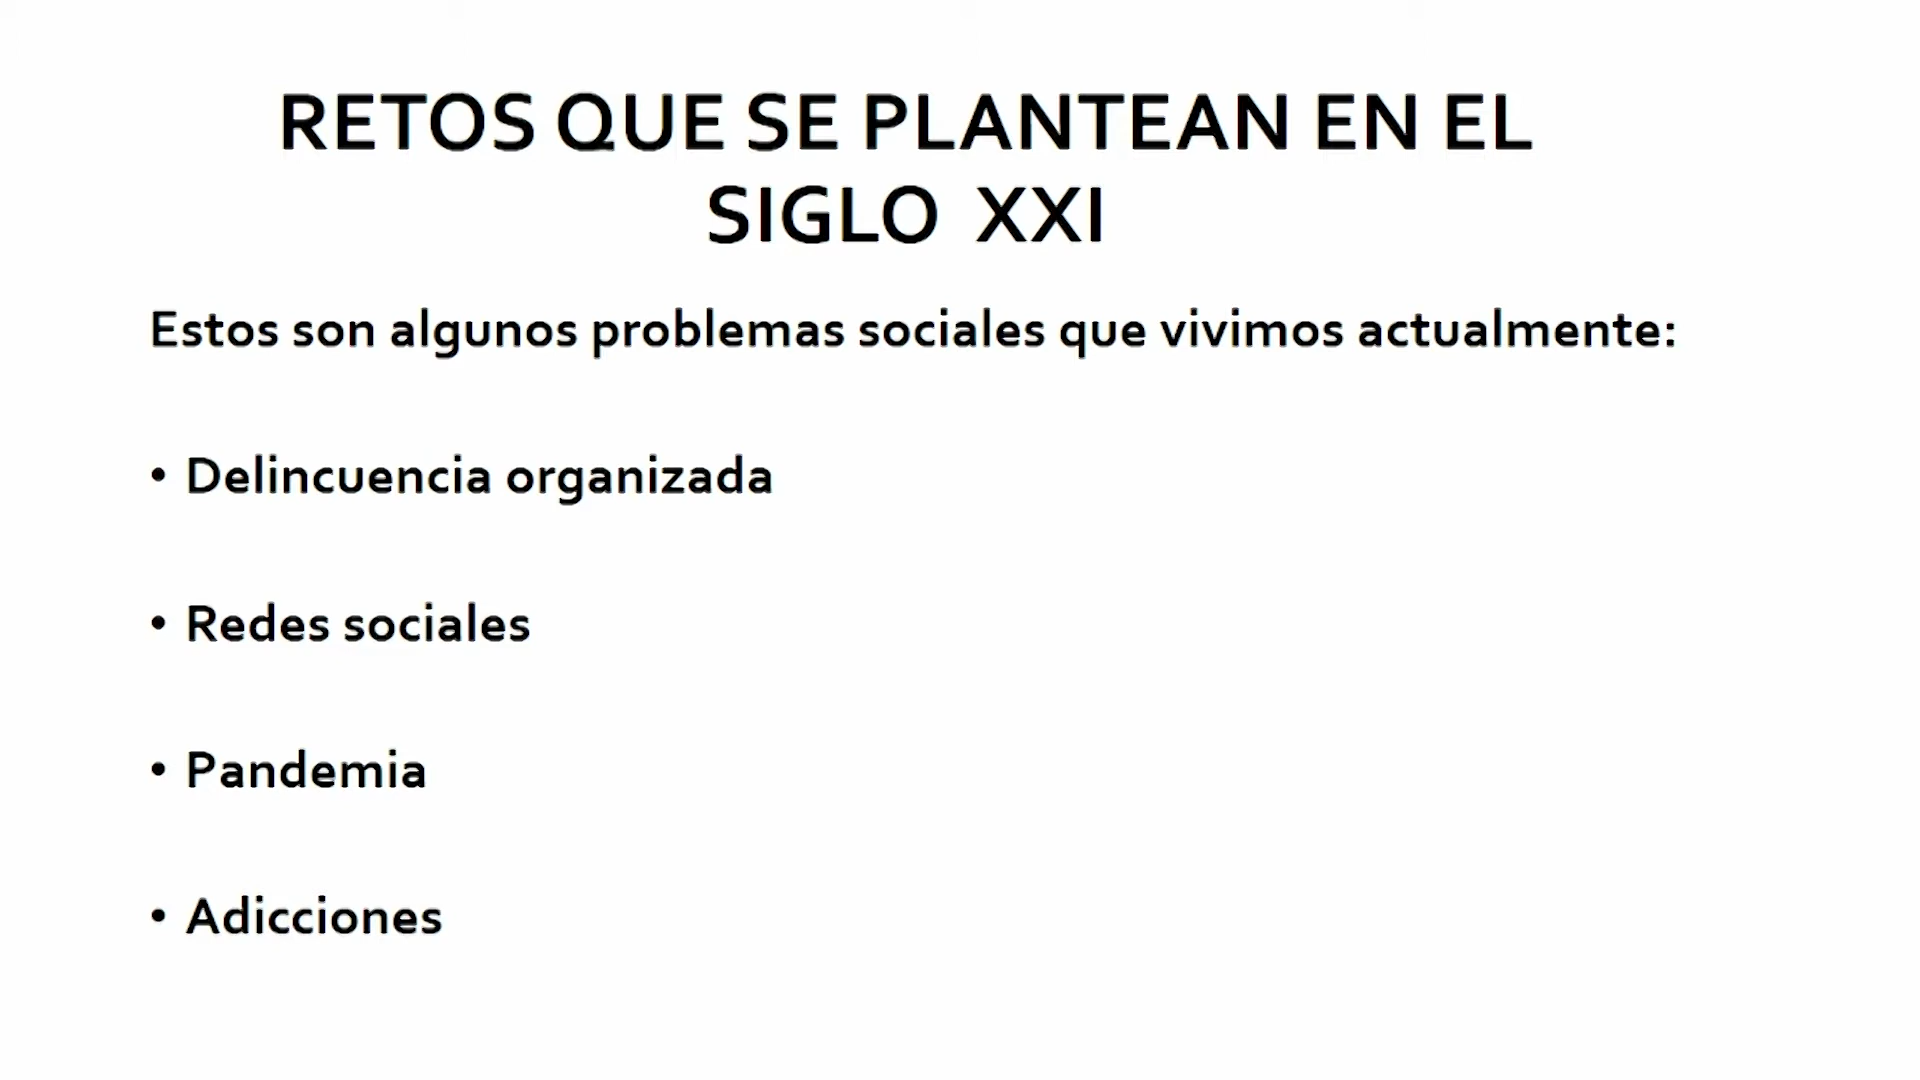 RETOS QUE SE PLANTEAN EN EL
SIGLO XXI
Estos son algunos problemas sociales que vivimos actualmente:
• Delincuencia organizada
• Redes sociales
• Pandemia
• Adicciones